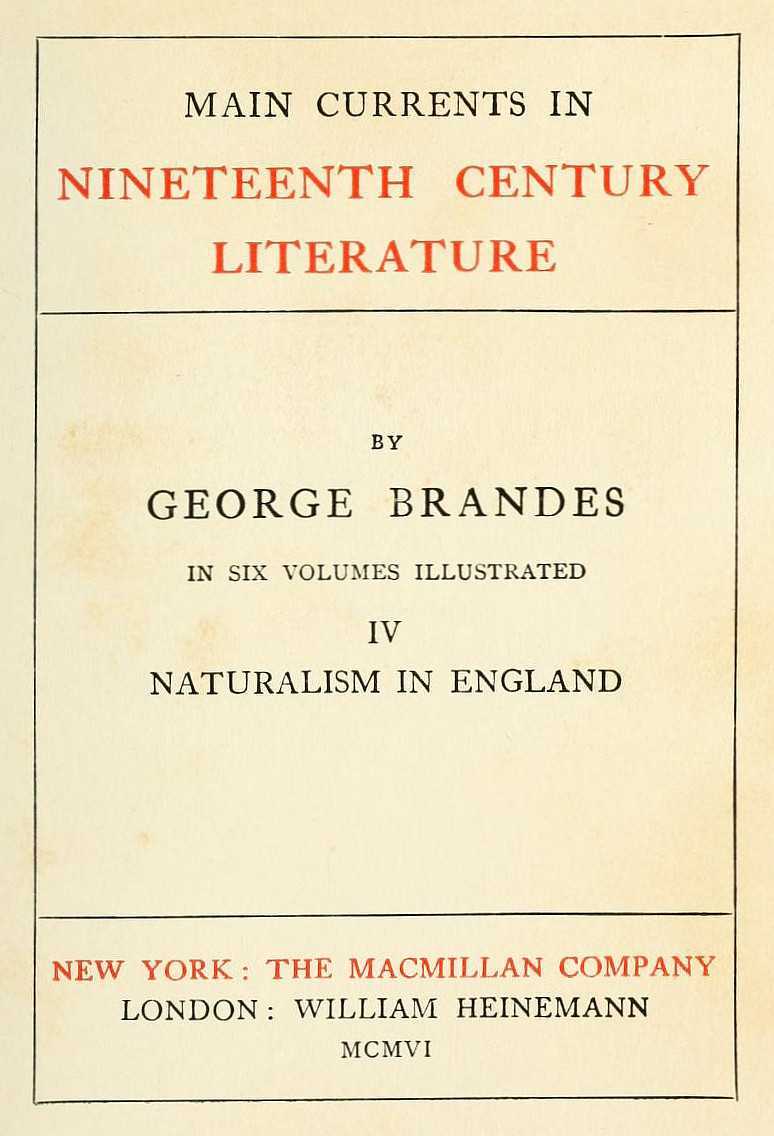 MAIN CURRENTS IN
NINETEENTH CENTURY
LITERATURE
BY
GEORGE BRANDES
IN SIX VOLUMES ILLUSTRATED
IV
NATURALISM IN ENGLAND
NEW YORK: THE MACMILLAN COMPANY
LONDON: WILLIAM HEINEMANN
MCMVI